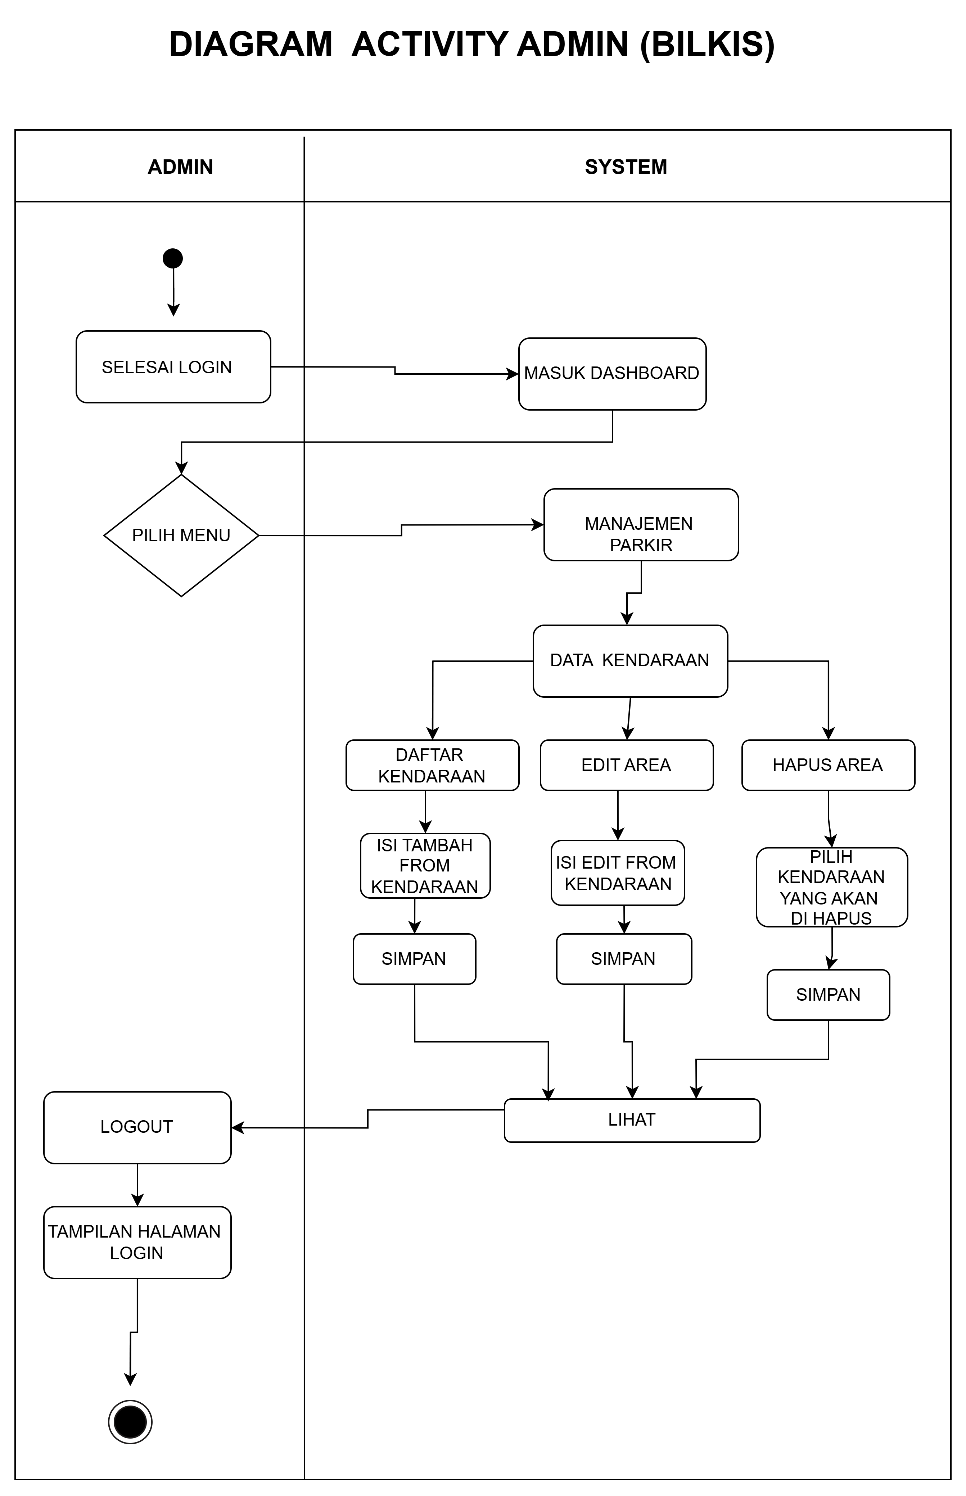 DIAGRAM ACTIVITY ADMIN (BILKIS)
ADMIN
SYSTEM
SELESAI LOGIN
MASUK DASHBOARD
PILIH MENU
MANAJEMEN
PARKIR
DATA KENDARAAN
DAFTAR
KENDARAAN
EDIT AREA
HAPUS AREA
ISI TAMBAH
FROM
KENDARAAN
ISI EDIT FROM
KENDARAAN
PILIH
KENDARAAN
YANG AKAN
DI HAPUS
SIMPAN
SIMPAN
SIMPAN
LIHAT
LOGOUT
TAMPILAN HALAMAN
LOGIN